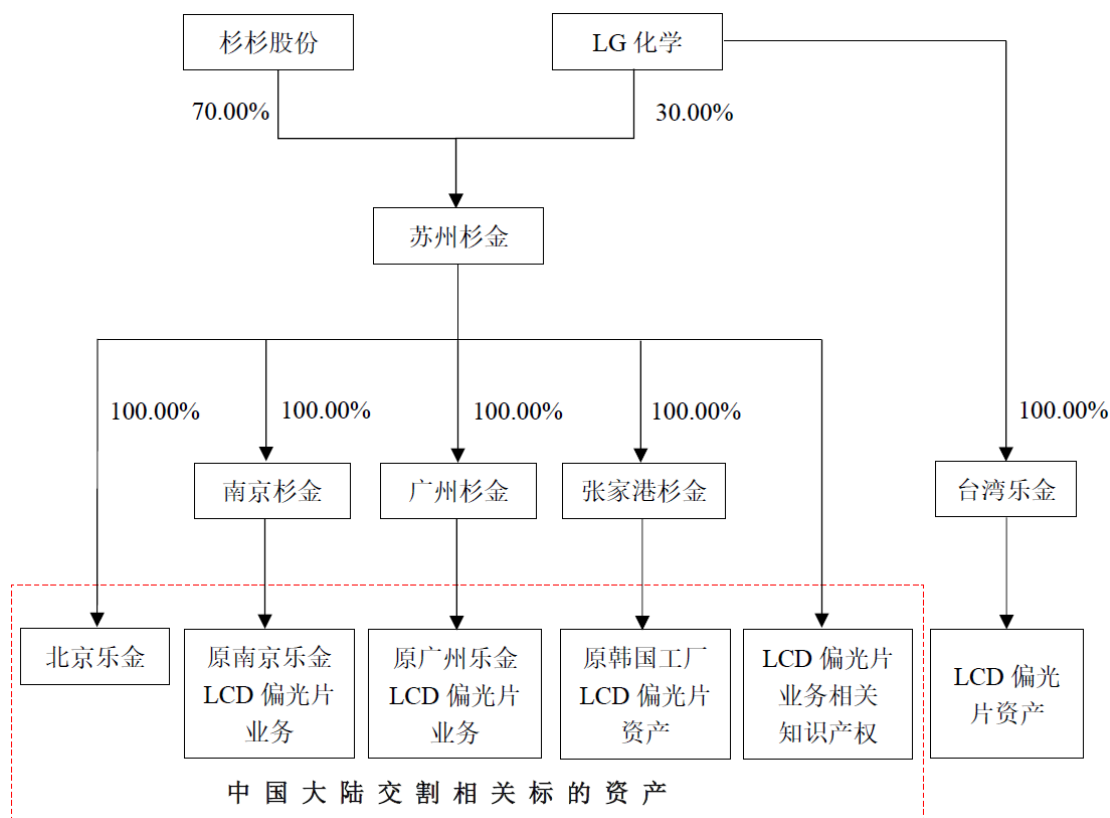 杉杉股份
LG 化学
70.00%
30.00%
苏州杉金
100.00%
100.00%
100.00%
100.00%
100.00%
南京杉金
广州杉金
张家港杉金
台湾乐金
北京乐金
原南京乐金
LCD 偏光片
业务
原广州乐金
LCD 偏光片
业务
原韩国工厂
LCD 偏光片
资产
LCD 偏光片
业务相关
知识产权
LCD 偏光
片资产
中国大陆交割相关标的资产